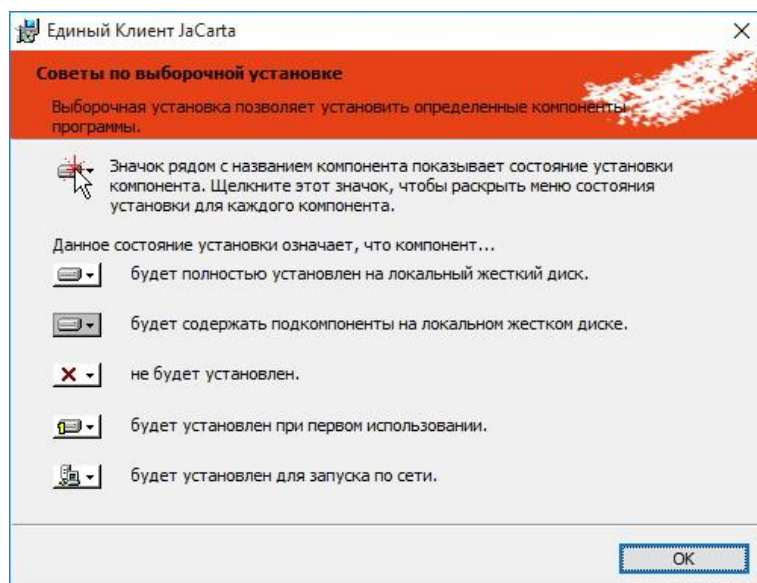 Единый Клиент JaCarta
Советы по выборочной установке
Выборочная установка позволяет установить определенные компоненты
программы.
Значок рядом с названием компонента показывает состояние установки
компонента. Щелкните этот значок, чтобы раскрыть меню состояния
установки для каждого компонента.
Данное состояние установки означает, что компонент...
будет полностью установлен на локальный жесткий диск.
будет содержать подкомпоненты на локальном жестком диске.
не будет установлен.
будет установлен при первом использовании.
будет установлен для запуска по сети.
OK